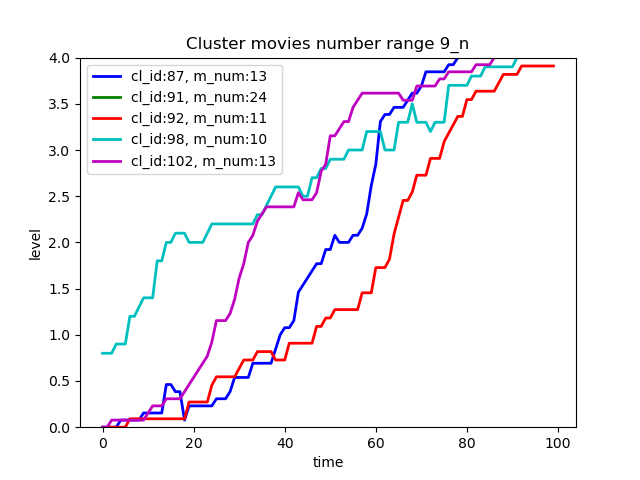 Cluster movies number range 9_n
cl_id:87, m_num:13
cl_id:91, m_num:24
cl_id:92, m_num:11
cl_id:98, m_num:10
cl_id:102, m_num:13
level
4.0
3.5
3.0
2.5
2.0
1.5
1.0
0.5
0.0
0
20
40
60
80
100
time